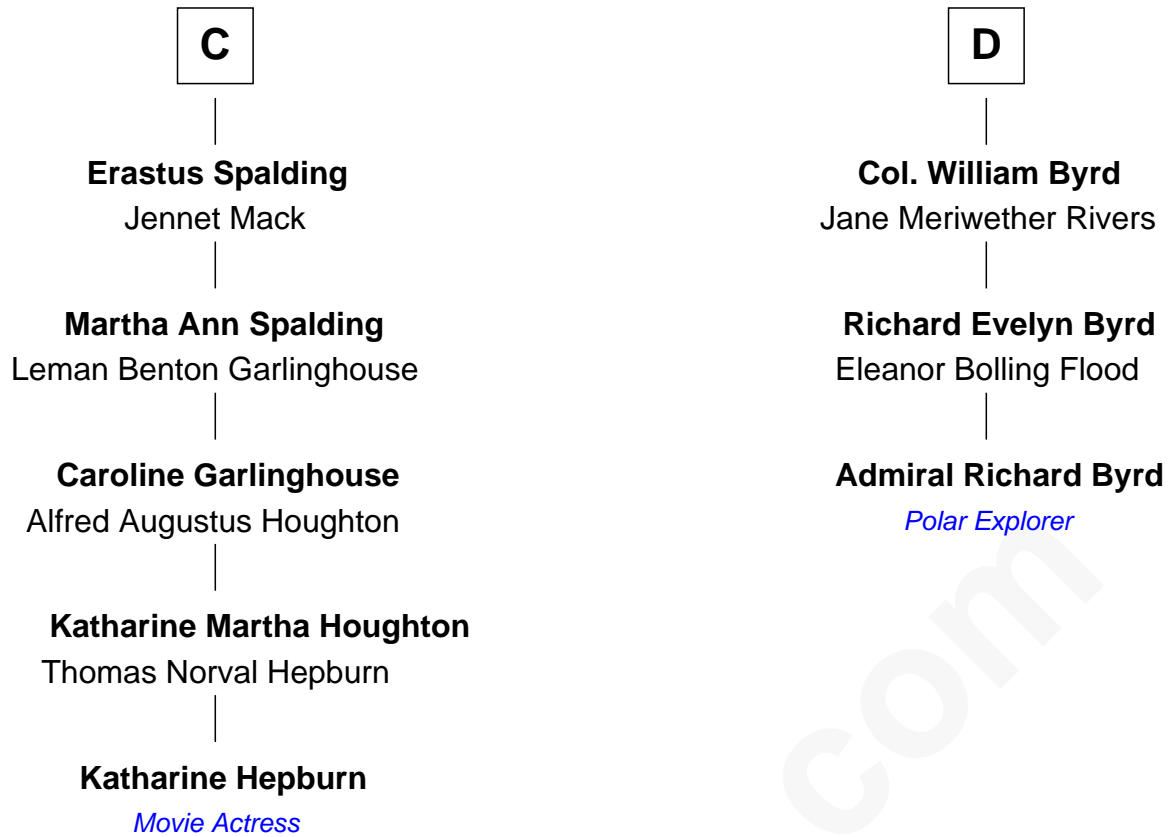 C
Erastus Spalding
Jennet Mack
Martha Ann Spalding
Leman Benton Garlinghouse
Caroline Garlinghouse
Alfred Augustus Houghton
Katharine Martha Houghton
Thomas Norval Hepburn
Katharine Hepburn
Movie Actress
D
Col. William Byrd
Jane Meriwether Rivers
Richard Evelyn Byrd
Eleanor Bolling Flood
Admiral Richard Byrd
Polar Explorer
com